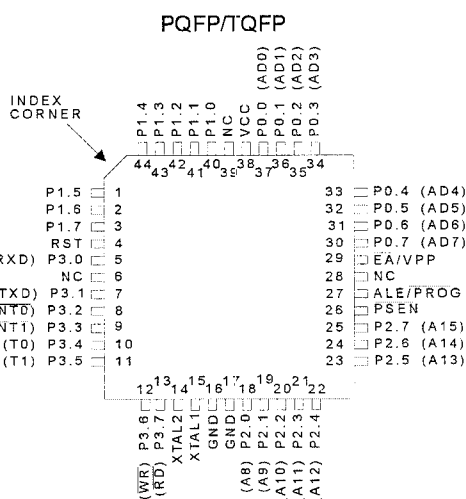 PQFP/TQFP
INDEX
CORNER
P1.4
P1.3
P1.2
P1.1
P1.0
NC
VCC
P0.0 (AD0)
P0.1 (AD1)
P0.2 (AD2)
P0.3 (AD3)
44
43
42
41
40
39
38
37
36
35
34
P1.5 1
P1.6 2
P1.7 3
RST 4
RXD) P3.0 5
NC 6
TXD) P3.1 7
NT0) P3.2 8
NT1) P3.3 9
(T0) P3.4 10
(T1) P3.5 11
33 P0.4 (AD4)
32 P0.5 (AD5)
31 P0.6 (AD6)
30 P0.7 (AD7)
29 EA/VPP
28 NC
27 ALE/PROG
26 PSEN
25 P2.7 (A15)
24 P2.6 (A14)
23 P2.5 (A13)
12
13
14
15
16
17
18
19
20
21
22
(WR) P3.6
(RD) P3.7
XTAL2
XTAL1
GND
GND
(A8) P2.0
(A9) P2.1
A10) P2.2
A11) P2.3
A12) P2.4